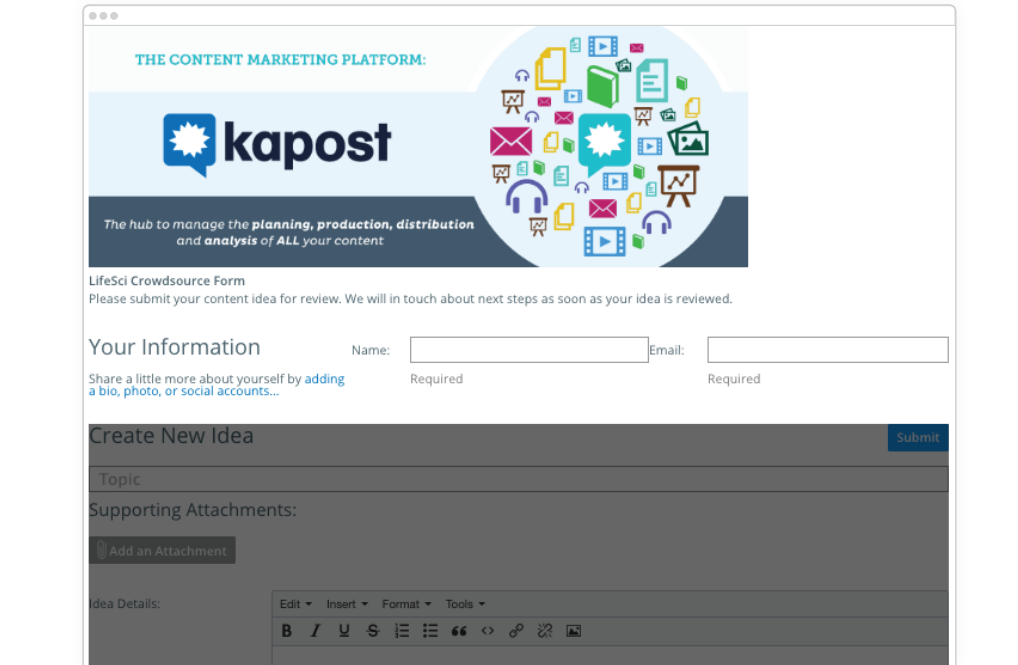 THE CONTENT MARKETING PLATFORM:
kapost
The hub to manage the planning, production, distribution
and analysis of ALL your content
LifeSci Crowdsource Form
Please submit your content idea for review. We will in touch about next steps as soon as your idea is reviewed.
Your Information
Name:
Email:
Share a little more about yourself by adding
a bio, photo, or social accounts...
Required
Required
Create New Idea
Submit
Topic
Supporting Attachments:
Add an Attachment
Idea Details:
Edit Insert Format Tools
B I U S